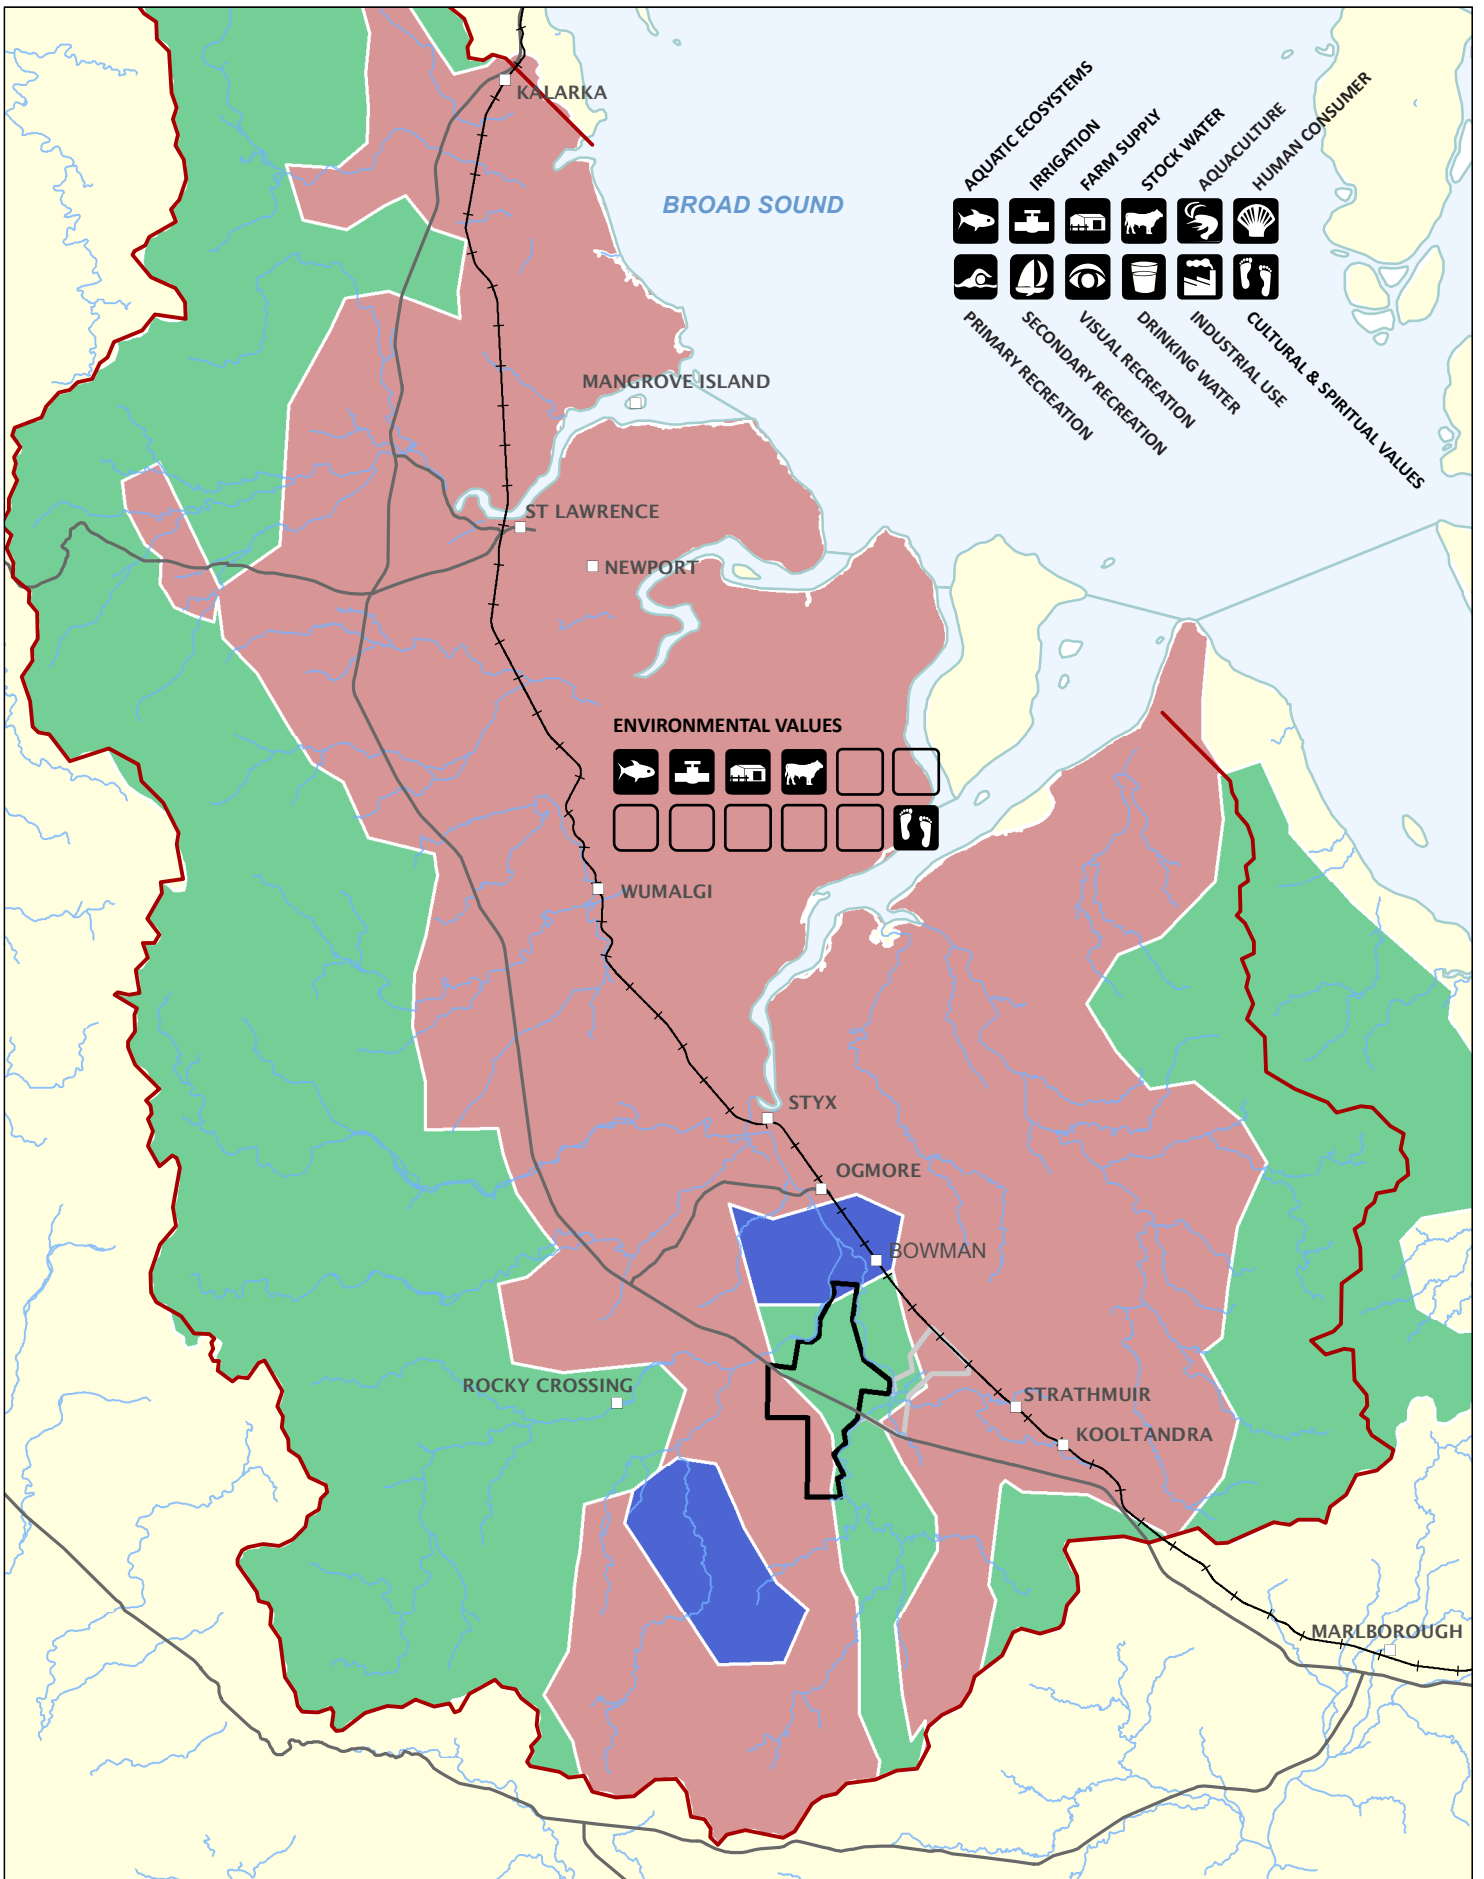 KALARKA
AQUATIC ECOSYSTEMS
IRRIGATION
FARM SUPPLY
STOCK WATER
AQUACULTURE
HUMAN CONSUMER
BROAD SOUND
PRIMARY RECREATION
SECONDARY RECREATION
VISUAL RECREATION
DRINKING WATER
INDUSTRIAL USE
CULTURAL & SPIRITUAL VALUES
MANGROVE ISLAND
ST LAWRENCE
NEWPORT
ENVIRONMENTAL VALUES
WUMALGI
STYX
OGMORE
BOWMAN
ROCKY CROSSING
STRATHMUIR
KOOLTANDRA
MARLBOROUGH